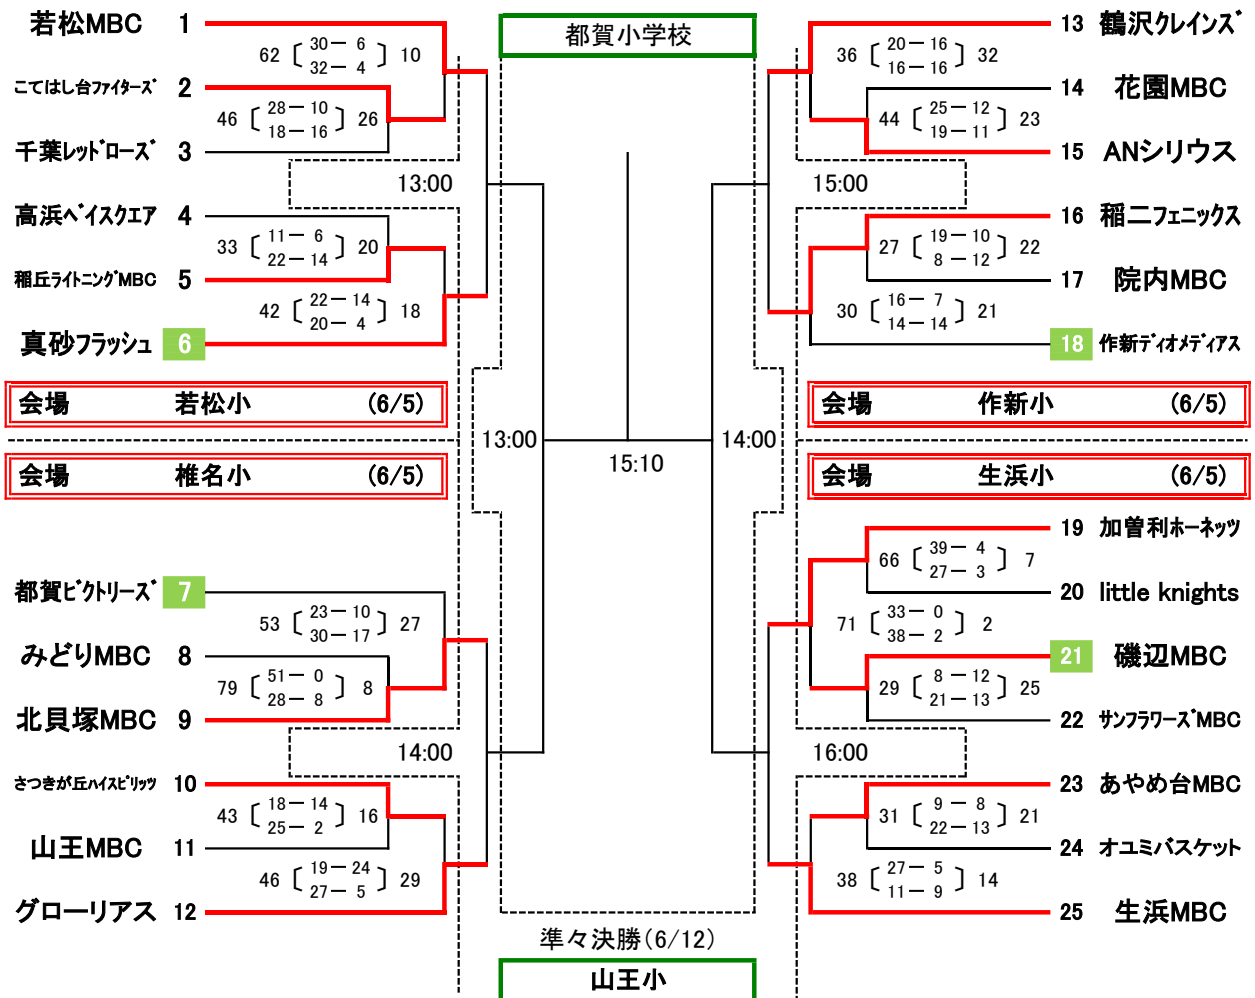 都賀小学校
若松MBC 1
62 30－ 6 10
32－ 4
こてはし台ファイターズ 2
46 28－10 26
18－16
千葉レッドローズ 3
13:00
高浜ベイスクエア 4
33 11－ 6 20
22－14
稲丘ライトニングMBC 5
42 22－14 18
20－ 4
真砂フラッシュ 6
会場 若松小 (6/5)
会場 椎名小 (6/5)
都賀ビクトリーズ 7
53 23－10 27
30－17
みどりMBC 8
79 51－ 0 8
28－ 8
北貝塚MBC 9
14:00
さつきが丘ハイスピリッツ 10
43 18－14 16
25－ 2
山王MBC 11
46 19－24 29
27－ 5
グローリアス 12
13:00
15:10
14:00
13 鶴沢クレインズ
36 20－16 32
16－16
14 花園MBC
44 25－12 23
19－11
15 ANシリウス
15:00
16 稲二フェニックス
27 19－10 22
8－12
17 院内MBC
30 16－ 7 21
14－14
18 作新ディオメディアス
会場 作新小 (6/5)
会場 生浜小 (6/5)
19 加曽利ホーネッツ
66 39－ 4 7
27－ 3
20 little knights
71 33－ 0 2
38－ 2
21 磯辺MBC
29 8－12 25
21－13
22 サンフラワーズMBC
16:00
23 あやめ台MBC
31 9－ 8 21
22－13
24 オユミバスケット
38 27－ 5 14
11－ 9
25 生浜MBC
準々決勝(6/12)
山王小